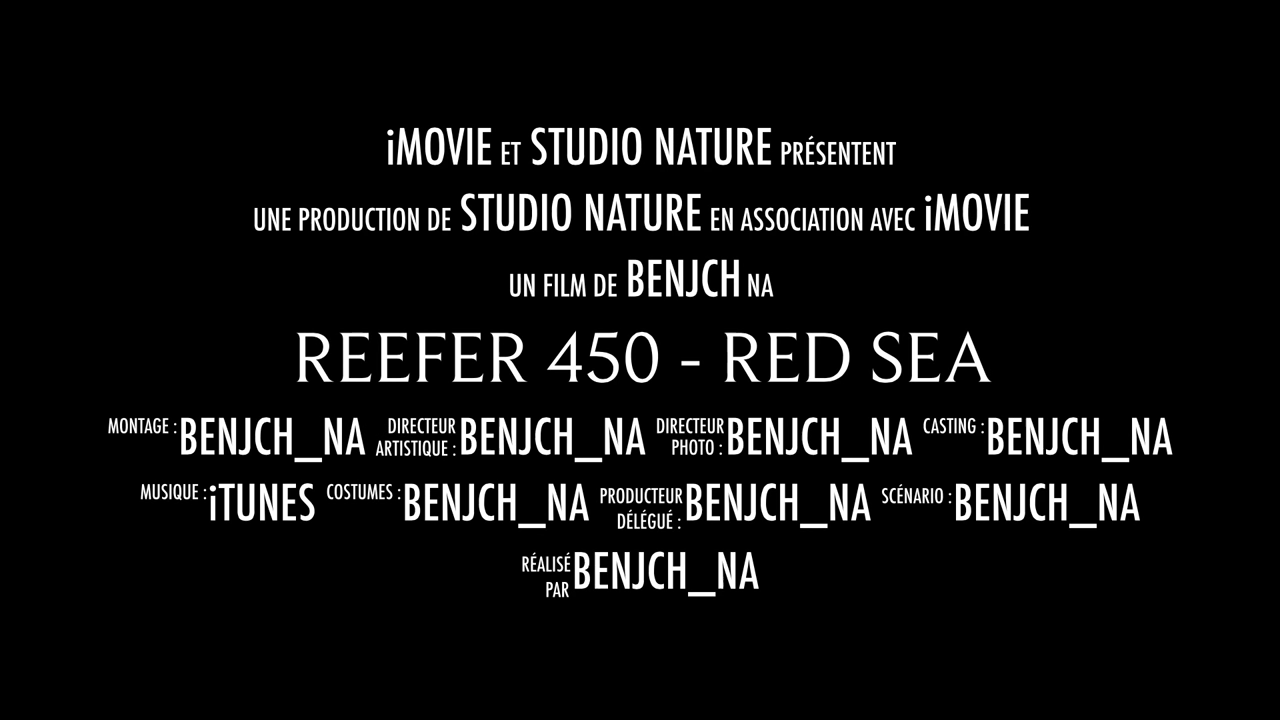 iMOVIE ET STUDIO NATURE PRÉSENTENT
UNE PRODUCTION DE STUDIO NATURE EN ASSOCIATION AVEC iMOVIE
UN FILM DE BENJCH NA
REEFER 450 - RED SEA
MONTAGE : BENJCH_NA DIRECTEUR ARTISTIQUE : BENJCH_NA DIRECTEUR PHOTO : BENJCH_NA CASTING : BENJCH_NA
MUSIQUE : iTUNES COSTUMES : BENJCH_NA PRODUCTEUR DÉLÉGUÉ : BENJCH_NA SCÉNARIO : BENJCH_NA
RÉALISÉ PAR BENJCH_NA